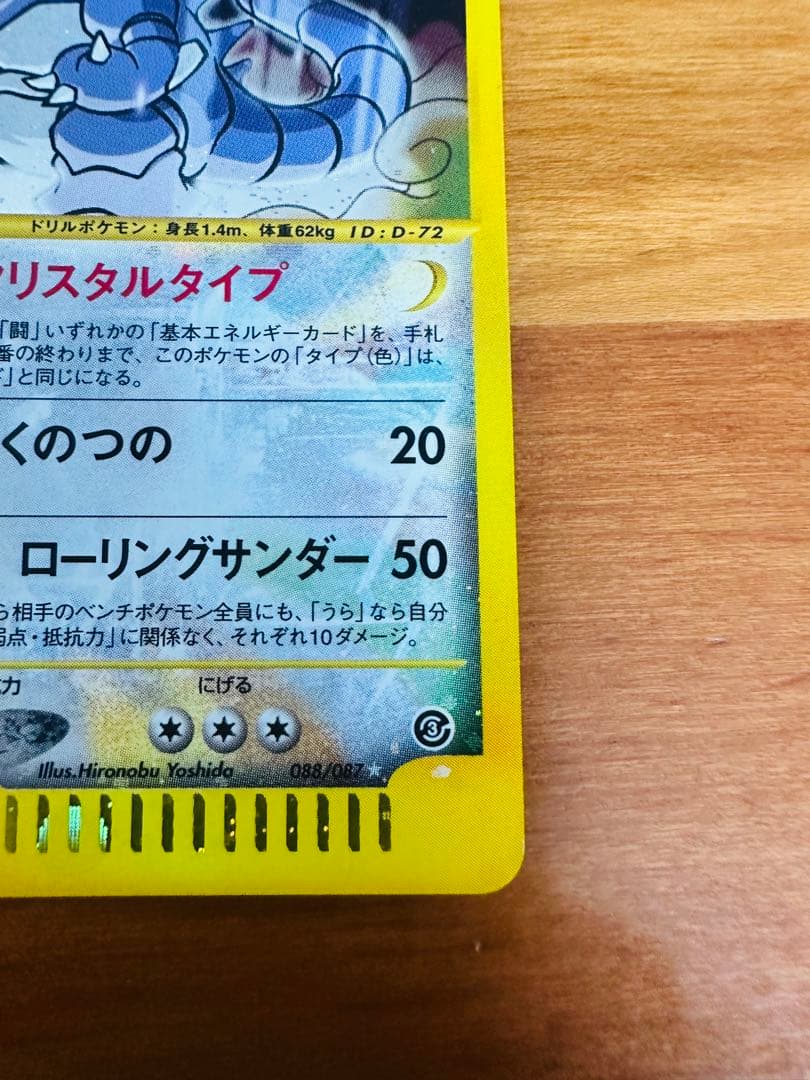 ドリルポケモン：身長1.4m、体重62kg ID:D-72
リスタルタイプ
「闘」いずれかの「基本エネルギーカード」を、手札
番の終わりまで、このポケモンの「タイプ（色）」は、
」と同じになる。
くのつの 20
ローリングサンダー 50
ら相手のベンチポケモン全員にも、「うら」なら自分
弱点・抵抗力」に関係なく、それぞれ10ダメージ。
力 にげる
3
Illus.Hironobu Yoshida 088/087 ★